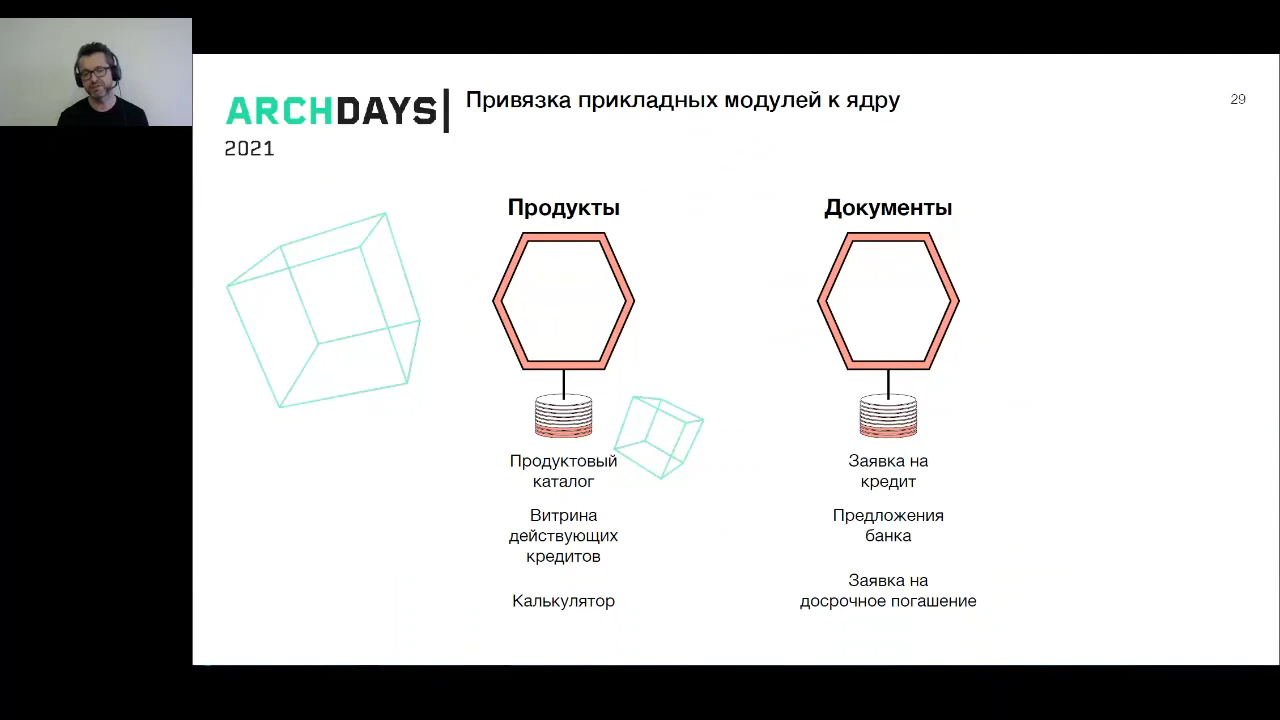 ARCHDAYS
2021
Привязка прикладных модулей к ядру
29
Продукты
Продуктовый
каталог
Витрина
действующих
кредитов
Калькулятор
Документы
Заявка на
кредит
Предложения
банка
Заявка на
досрочное погашение